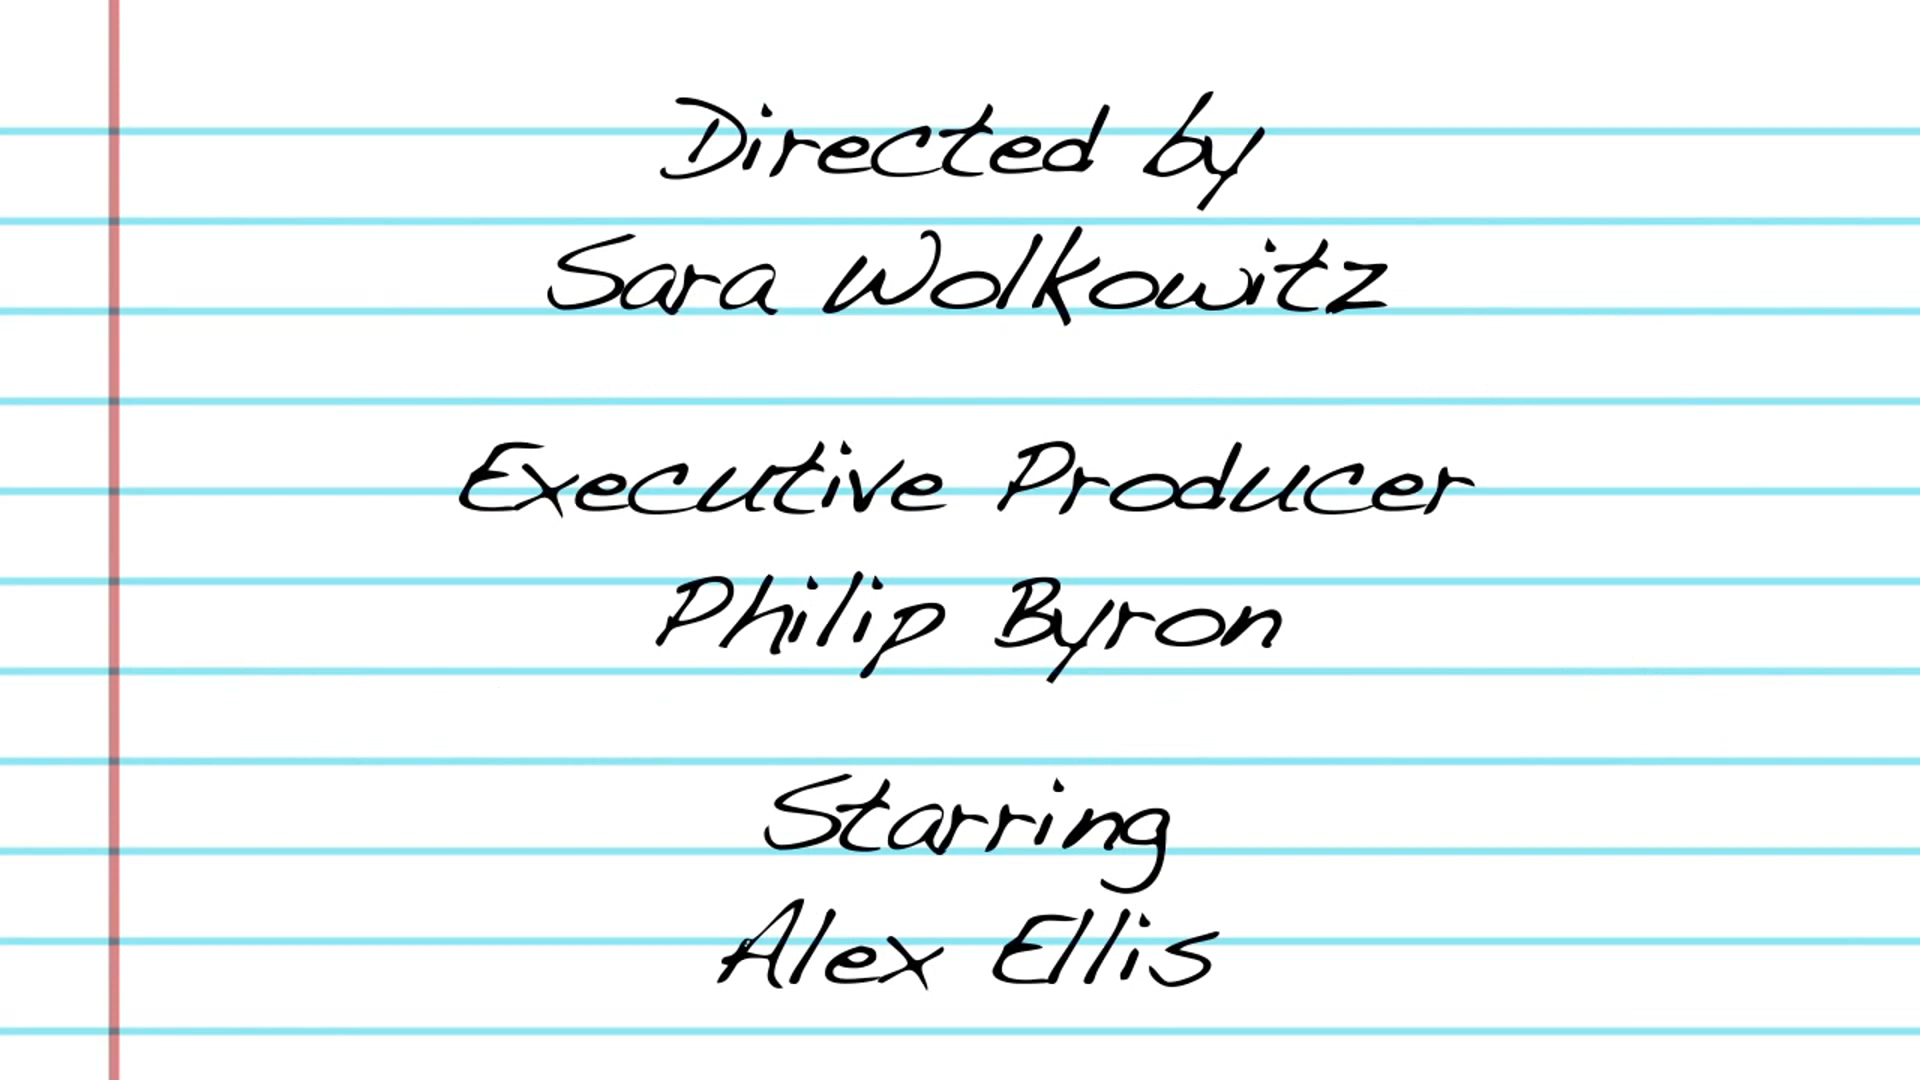 Directed by
Sara Wolkowitz
Executive Producer
Philip Byron
Starring
Alex Ellis